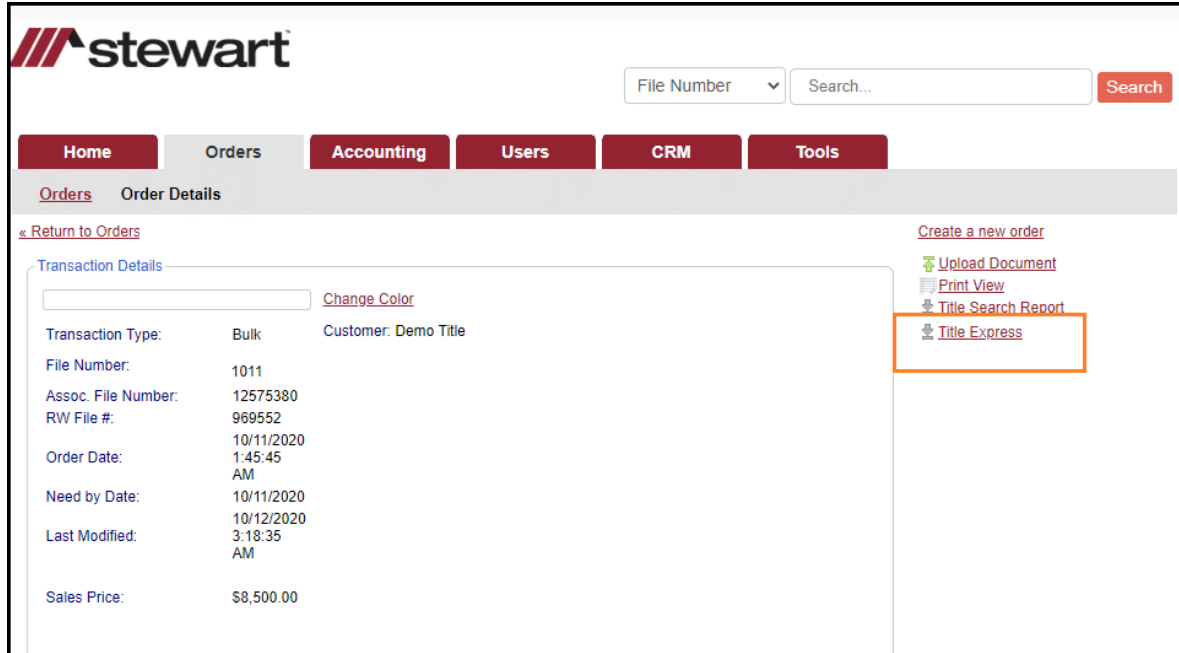 stewart
File Number Search... Search
Home Orders Accounting Users CRM Tools
Orders Order Details
« Return to Orders Create a new order
Transaction Details
Upload Document
Print View
Title Search Report
Title Express
Change Color
Transaction Type: Bulk Customer: Demo Title
File Number: 1011
Assoc. File Number: 12575380
RW File #: 969552
Order Date: 10/11/2020 1:45:45 AM
Need by Date: 10/11/2020
Last Modified: 10/12/2020 3:18:35 AM
Sales Price: $8,500.00